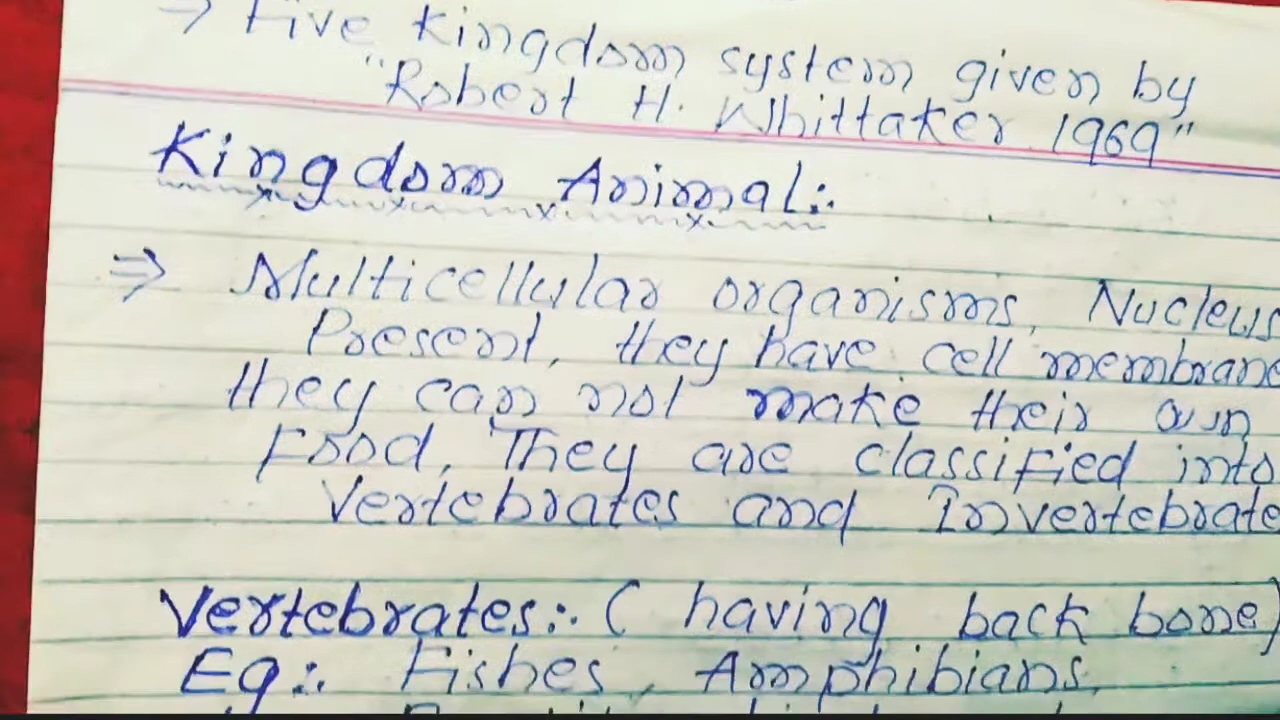 → Five Kingdom system given by
"Robert H. Whittaker 1969"
Kingdom Animal:-
⇒ Multicellular organisms, Nucleus
Present, they have cell membrane
they can not make their own
Food, They are classified into
Vertebrates and Invertebrate
Vertebrates:- ( having back bone)
Eg:- Fishes, Amphibians,